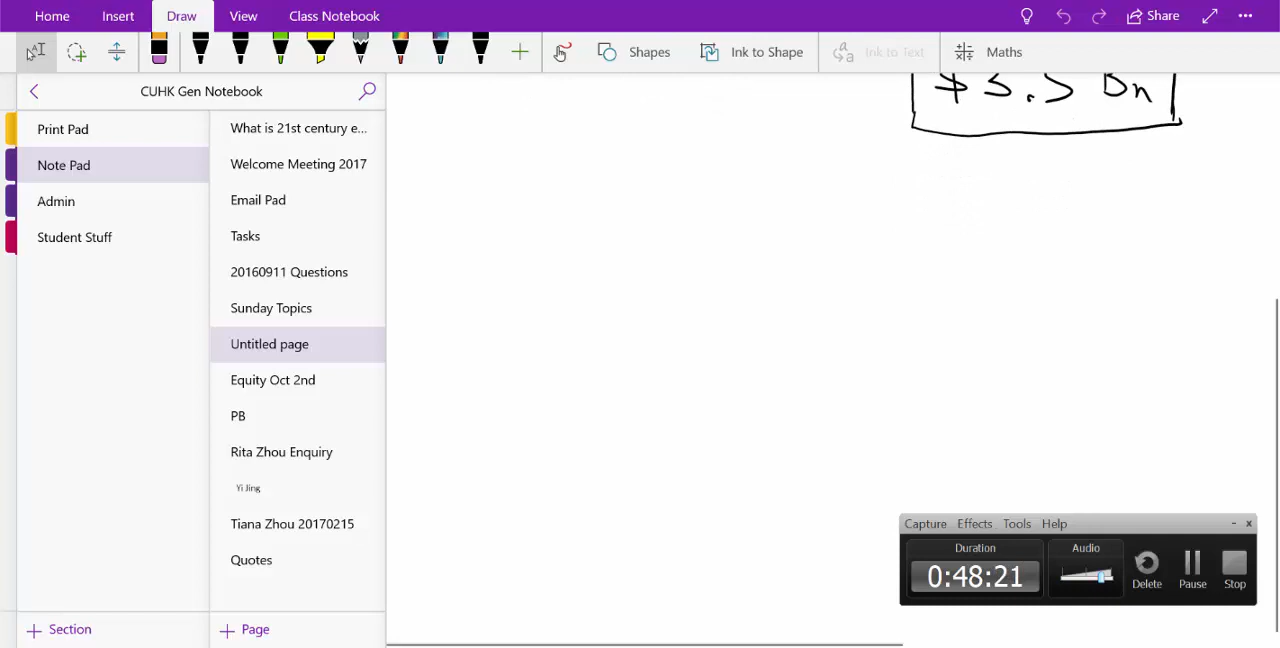 Home Insert Draw View Class Notebook Share
Shapes Ink to Shape Ink to Text Maths
CUHK Gen Notebook
Print Pad
Note Pad
Admin
Student Stuff
What is 21st century e...
Welcome Meeting 2017
Email Pad
Tasks
20160911 Questions
Sunday Topics
Untitled page
Equity Oct 2nd
PB
Rita Zhou Enquiry
Yi Jing
Tiana Zhou 20170215
Quotes
+ Section
+ Page
Capture Effects Tools Help
Duration Audio
0:48:21 Delete Pause Stop